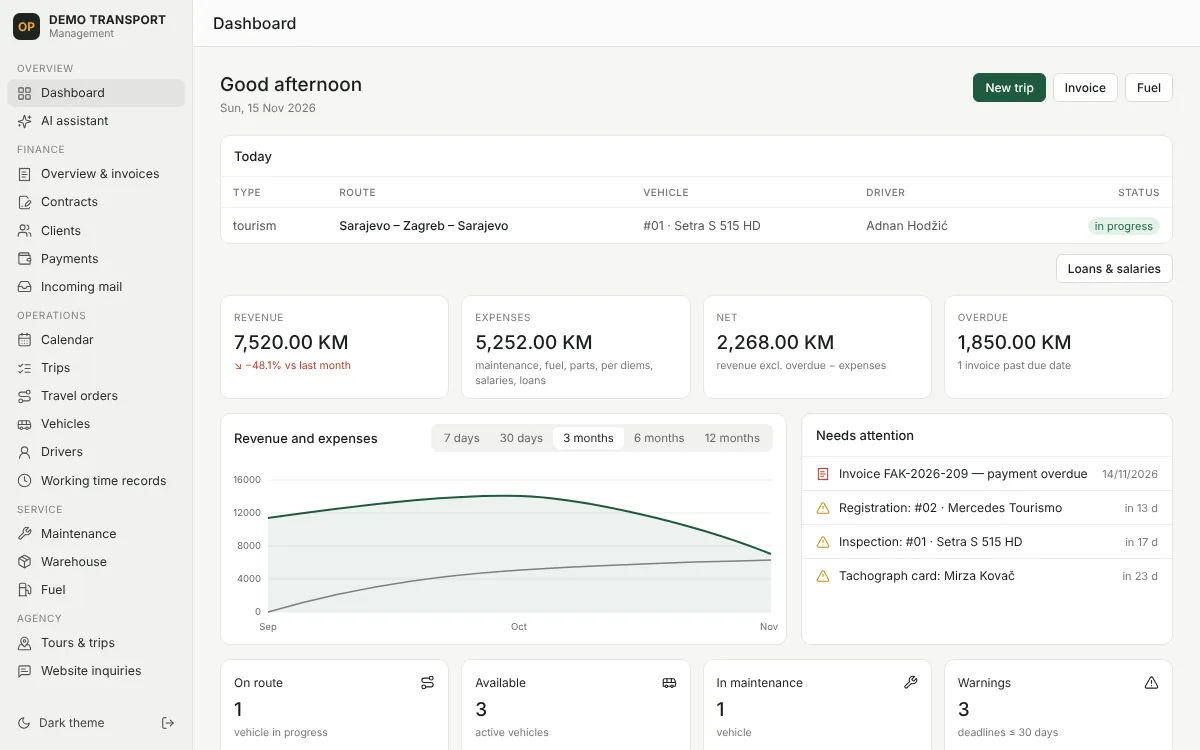 OP
DEMO TRANSPORT
Management
OVERVIEW
Dashboard
AI assistant
FINANCE
Overview & invoices
Contracts
Clients
Payments
Incoming mail
OPERATIONS
Calendar
Trips
Travel orders
Vehicles
Drivers
Working time records
SERVICE
Maintenance
Warehouse
Fuel
AGENCY
Tours & trips
Website inquiries
Dark theme
Dashboard
Good afternoon
Sun, 15 Nov 2026
New trip Invoice Fuel
Today
TYPE ROUTE VEHICLE DRIVER STATUS
tourism Sarajevo – Zagreb – Sarajevo #01 · Setra S 515 HD Adnan Hodžić in progress
Loans & salaries
REVENUE
7,520.00 KM
↘ −48.1% vs last month
EXPENSES
5,252.00 KM
maintenance, fuel, parts, per diems,
salaries, loans
NET
2,268.00 KM
revenue excl. overdue − expenses
OVERDUE
1,850.00 KM
1 invoice past due date
Revenue and expenses
7 days 30 days 3 months 6 months 12 months
16000
12000
8000
4000
0
Sep Oct Nov
Needs attention
Invoice FAK-2026-209 — payment overdue 14/11/2026
Registration: #02 · Mercedes Tourismo in 13 d
Inspection: #01 · Setra S 515 HD in 17 d
Tachograph card: Mirza Kovač in 23 d
On route
1
vehicle in progress
Available
3
active vehicles
In maintenance
1
vehicle
Warnings
3
deadlines ≤ 30 days